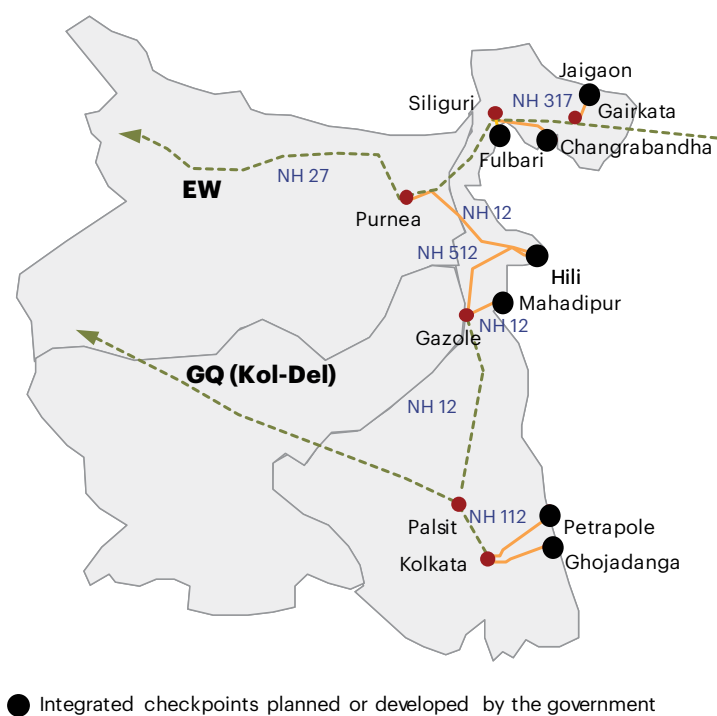 Jaigaon
Siliguri
NH 317
Gairkata
Fulbari
Changrabandha
EW
NH 27
Purnea
NH 12
NH 512
Hili
Mahadipur
Gazole
NH 12
GQ (Kol-Del)
NH 12
Palsit
NH 112
Petrapole
Kolkata
Ghojadanga
Integrated checkpoints planned or developed by the government